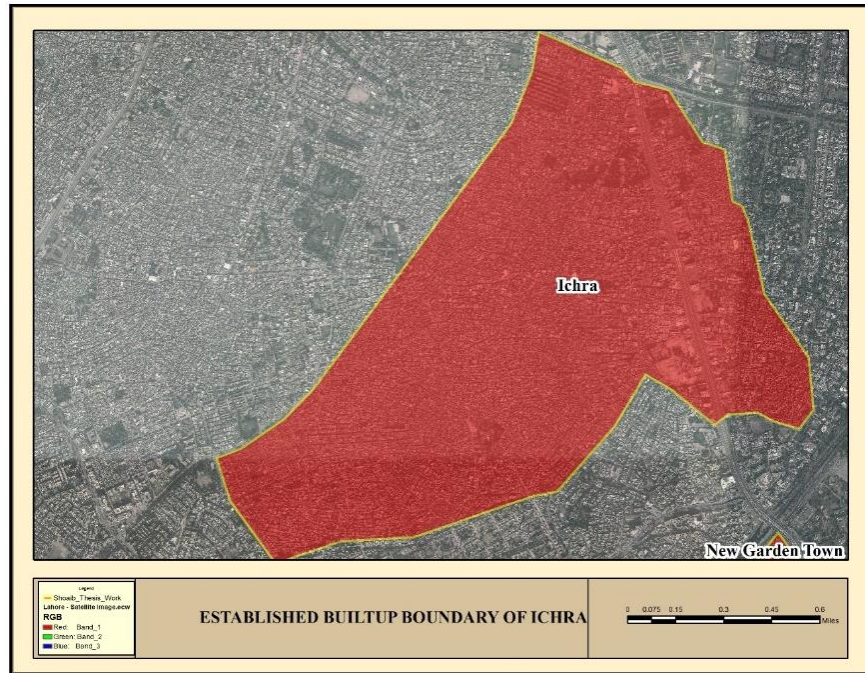 Ichra
New Garden Town
Legend
Shoaib_Thesis_Work
Lahore - Satellite Image.ecw
RGB
Red: Band_1
Green: Band_2
Blue: Band_3
ESTABLISHED BUILTUP BOUNDARY OF ICHRA
0 0.075 0.15 0.3 0.45 0.6
Miles